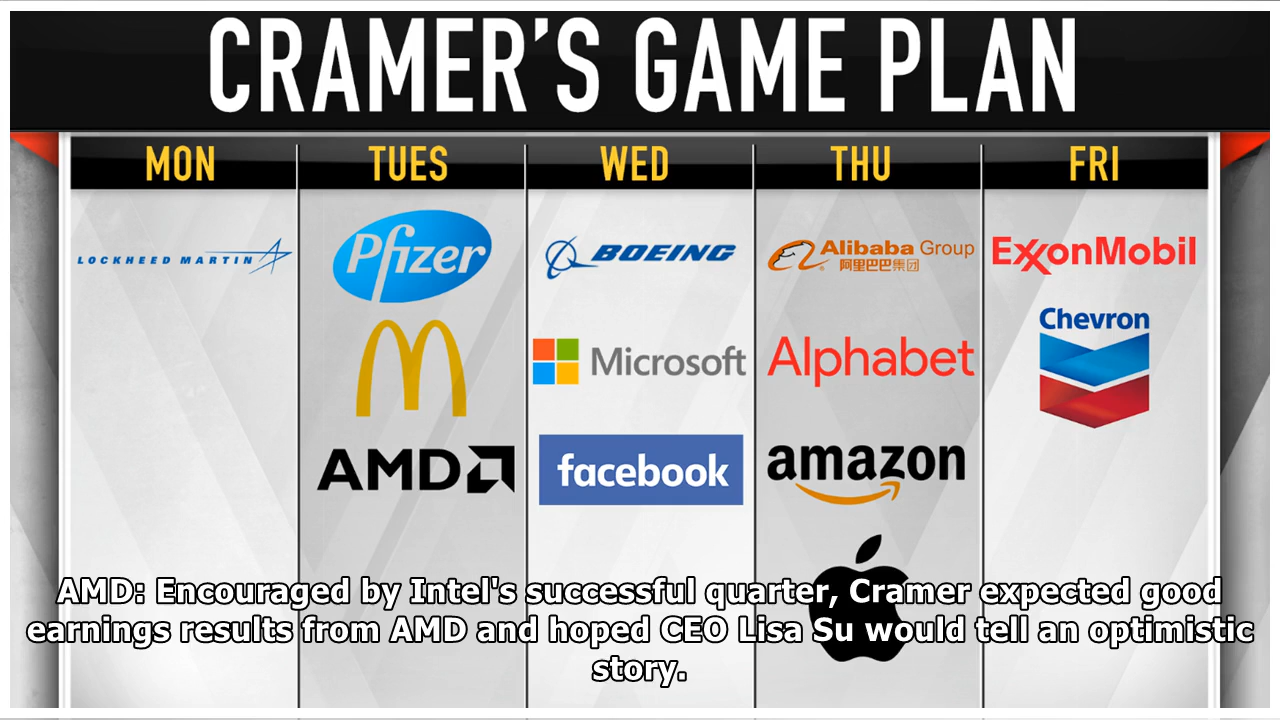 CRAMER'S GAME PLAN
MON
TUES
WED
THU
FRI
LOCKHEED MARTIN
Pfizer
BOEING
Alibaba Group
阿里巴巴集团
ExxonMobil
Chevron
Microsoft
Alphabet
AMD
facebook
amazon
AMD: Encouraged by Intel's successful quarter, Cramer expected good
earnings results from AMD and hoped CEO Lisa Su would tell an optimistic
story.